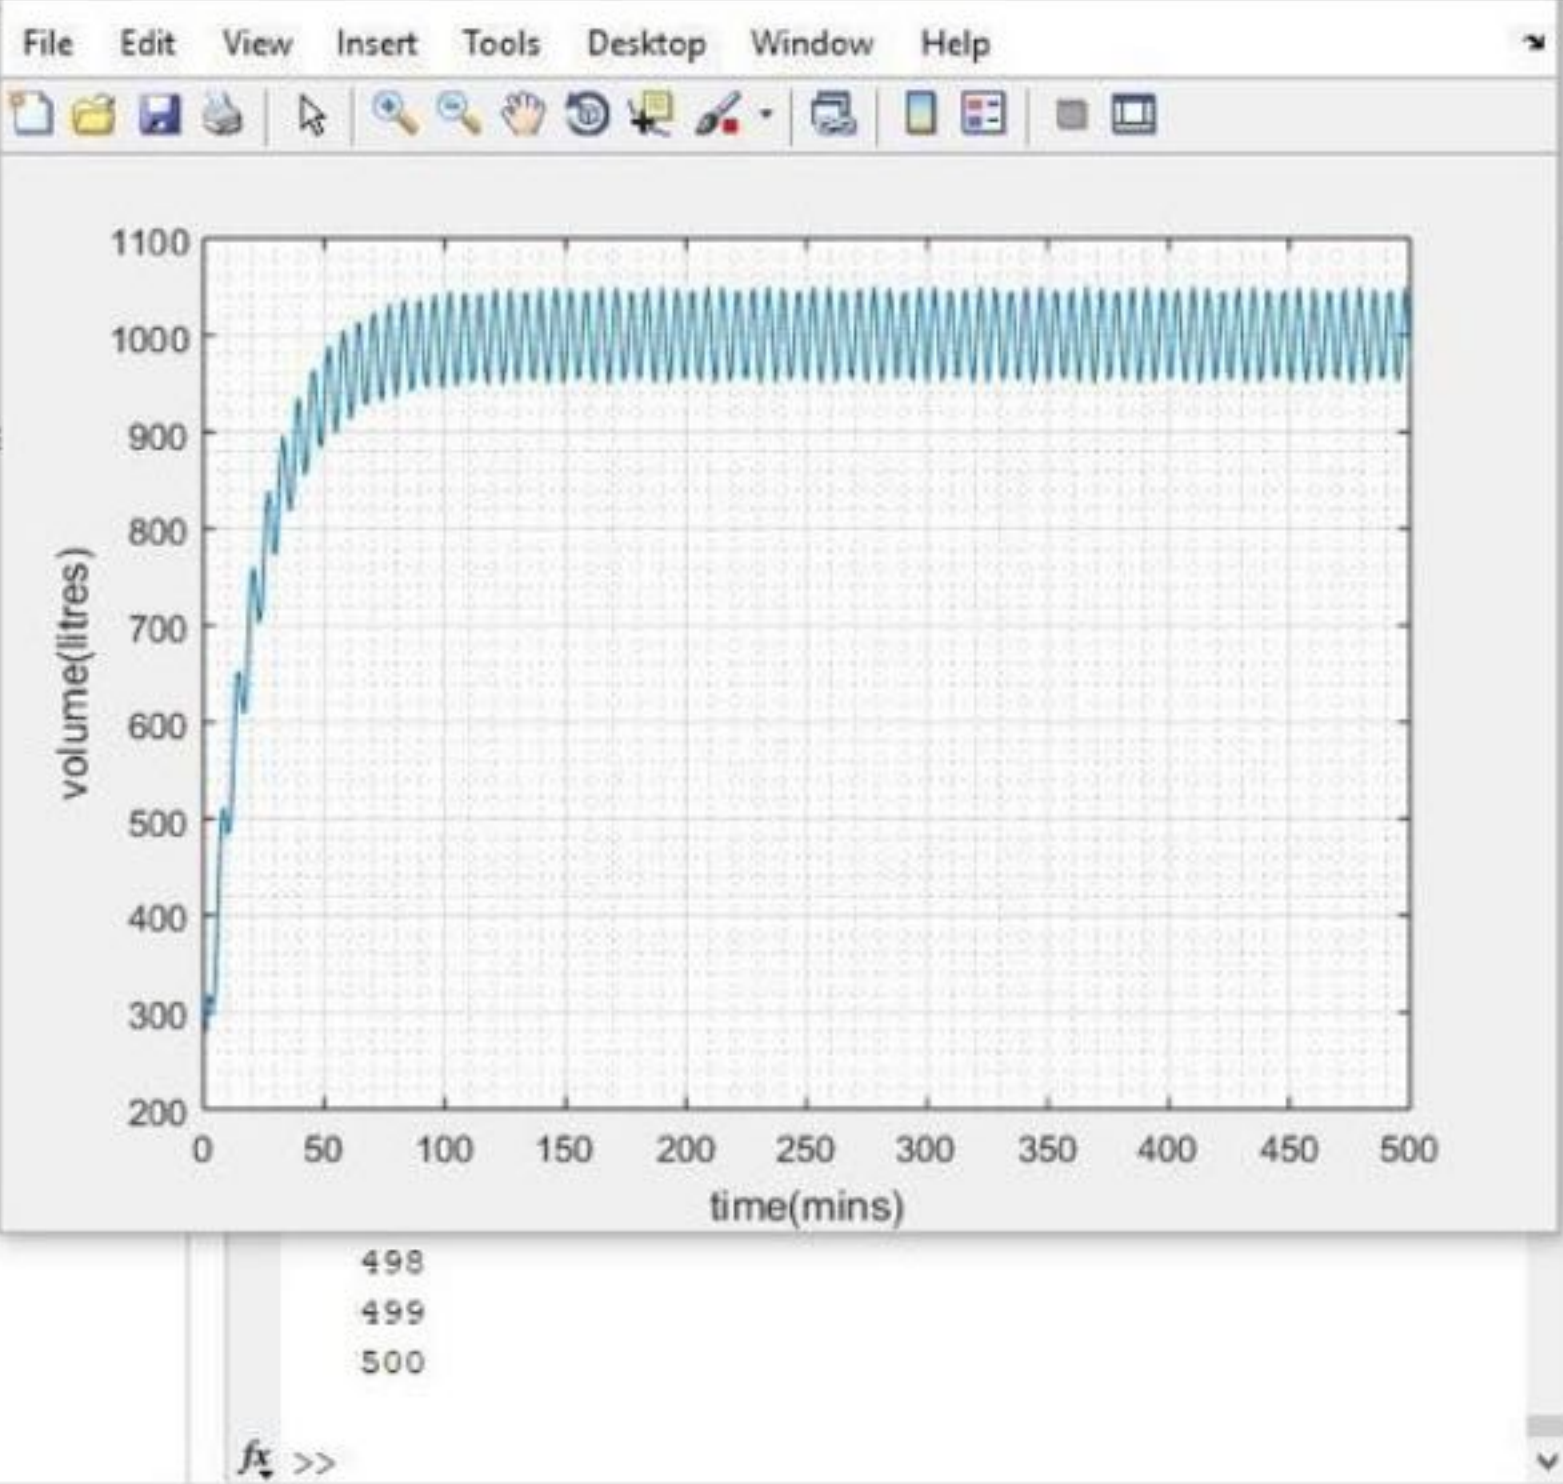 File Edit View Insert Tools Desktop Window Help
1100
1000
900
800
700
600
500
400
300
200
volume(litres)
0 50 100 150 200 250 300 350 400 450 500
time(mins)
498
499
500
fx >>